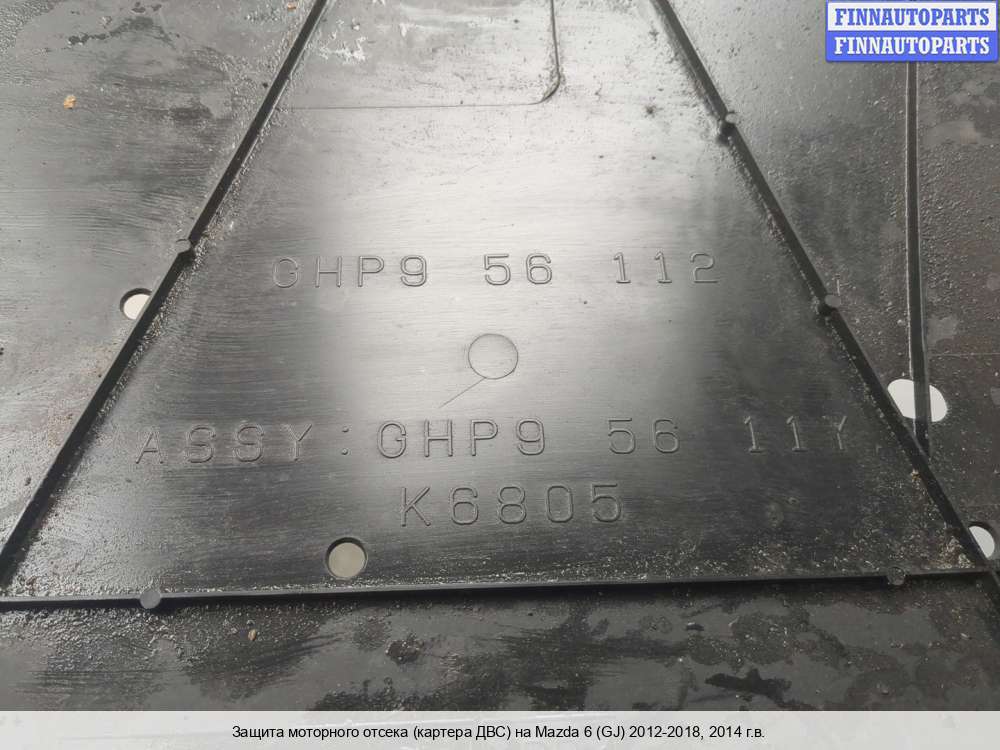 FINNAUTOPARTS
FINNAUTOPARTS
GHP9 56 112
ASSY: GHP9 56 11Y
K6805
Защита моторного отсека (картера ДВС) на Mazda 6 (GJ) 2012-2018, 2014 г.в.